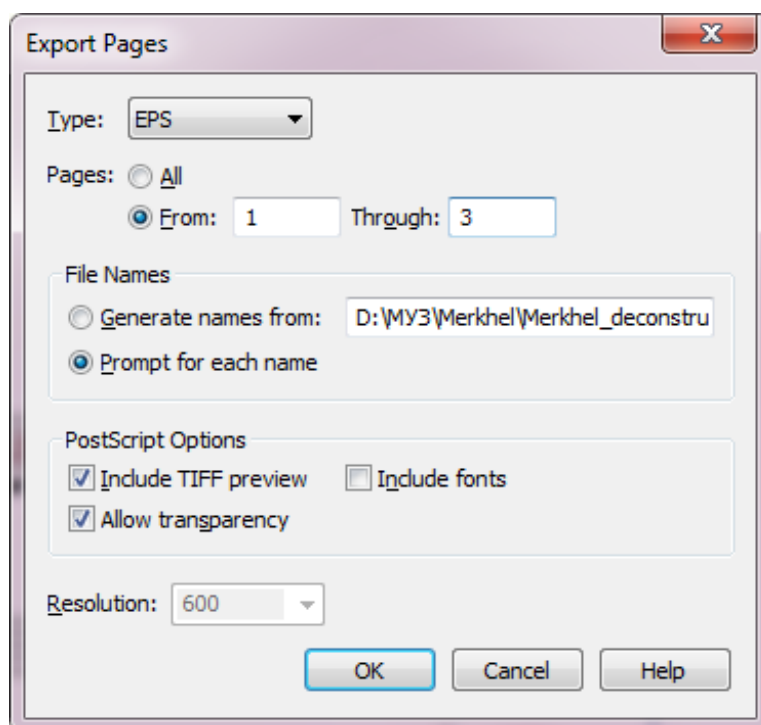 Export Pages
Type: EPS
Pages: All
From: 1 Through: 3
File Names
Generate names from: D:\МУЗ\Merkhel\Merkhel_deconstru
Prompt for each name
PostScript Options
Include TIFF preview Include fonts
Allow transparency
Resolution: 600
OK Cancel Help